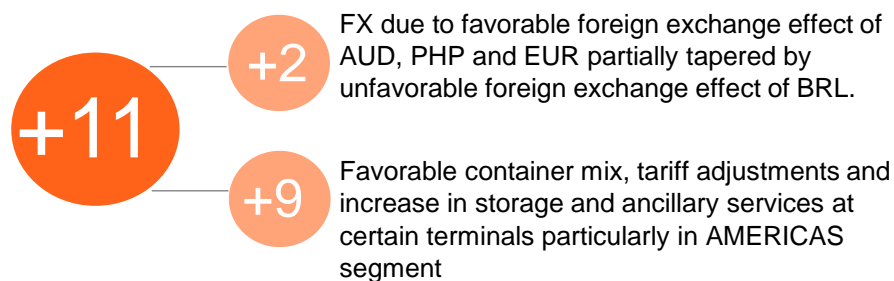 +11
+2
FX due to favorable foreign exchange effect of
AUD, PHP and EUR partially tapered by
unfavorable foreign exchange effect of BRL.
+9
Favorable container mix, tariff adjustments and
increase in storage and ancillary services at
certain terminals particularly in AMERICAS
segment